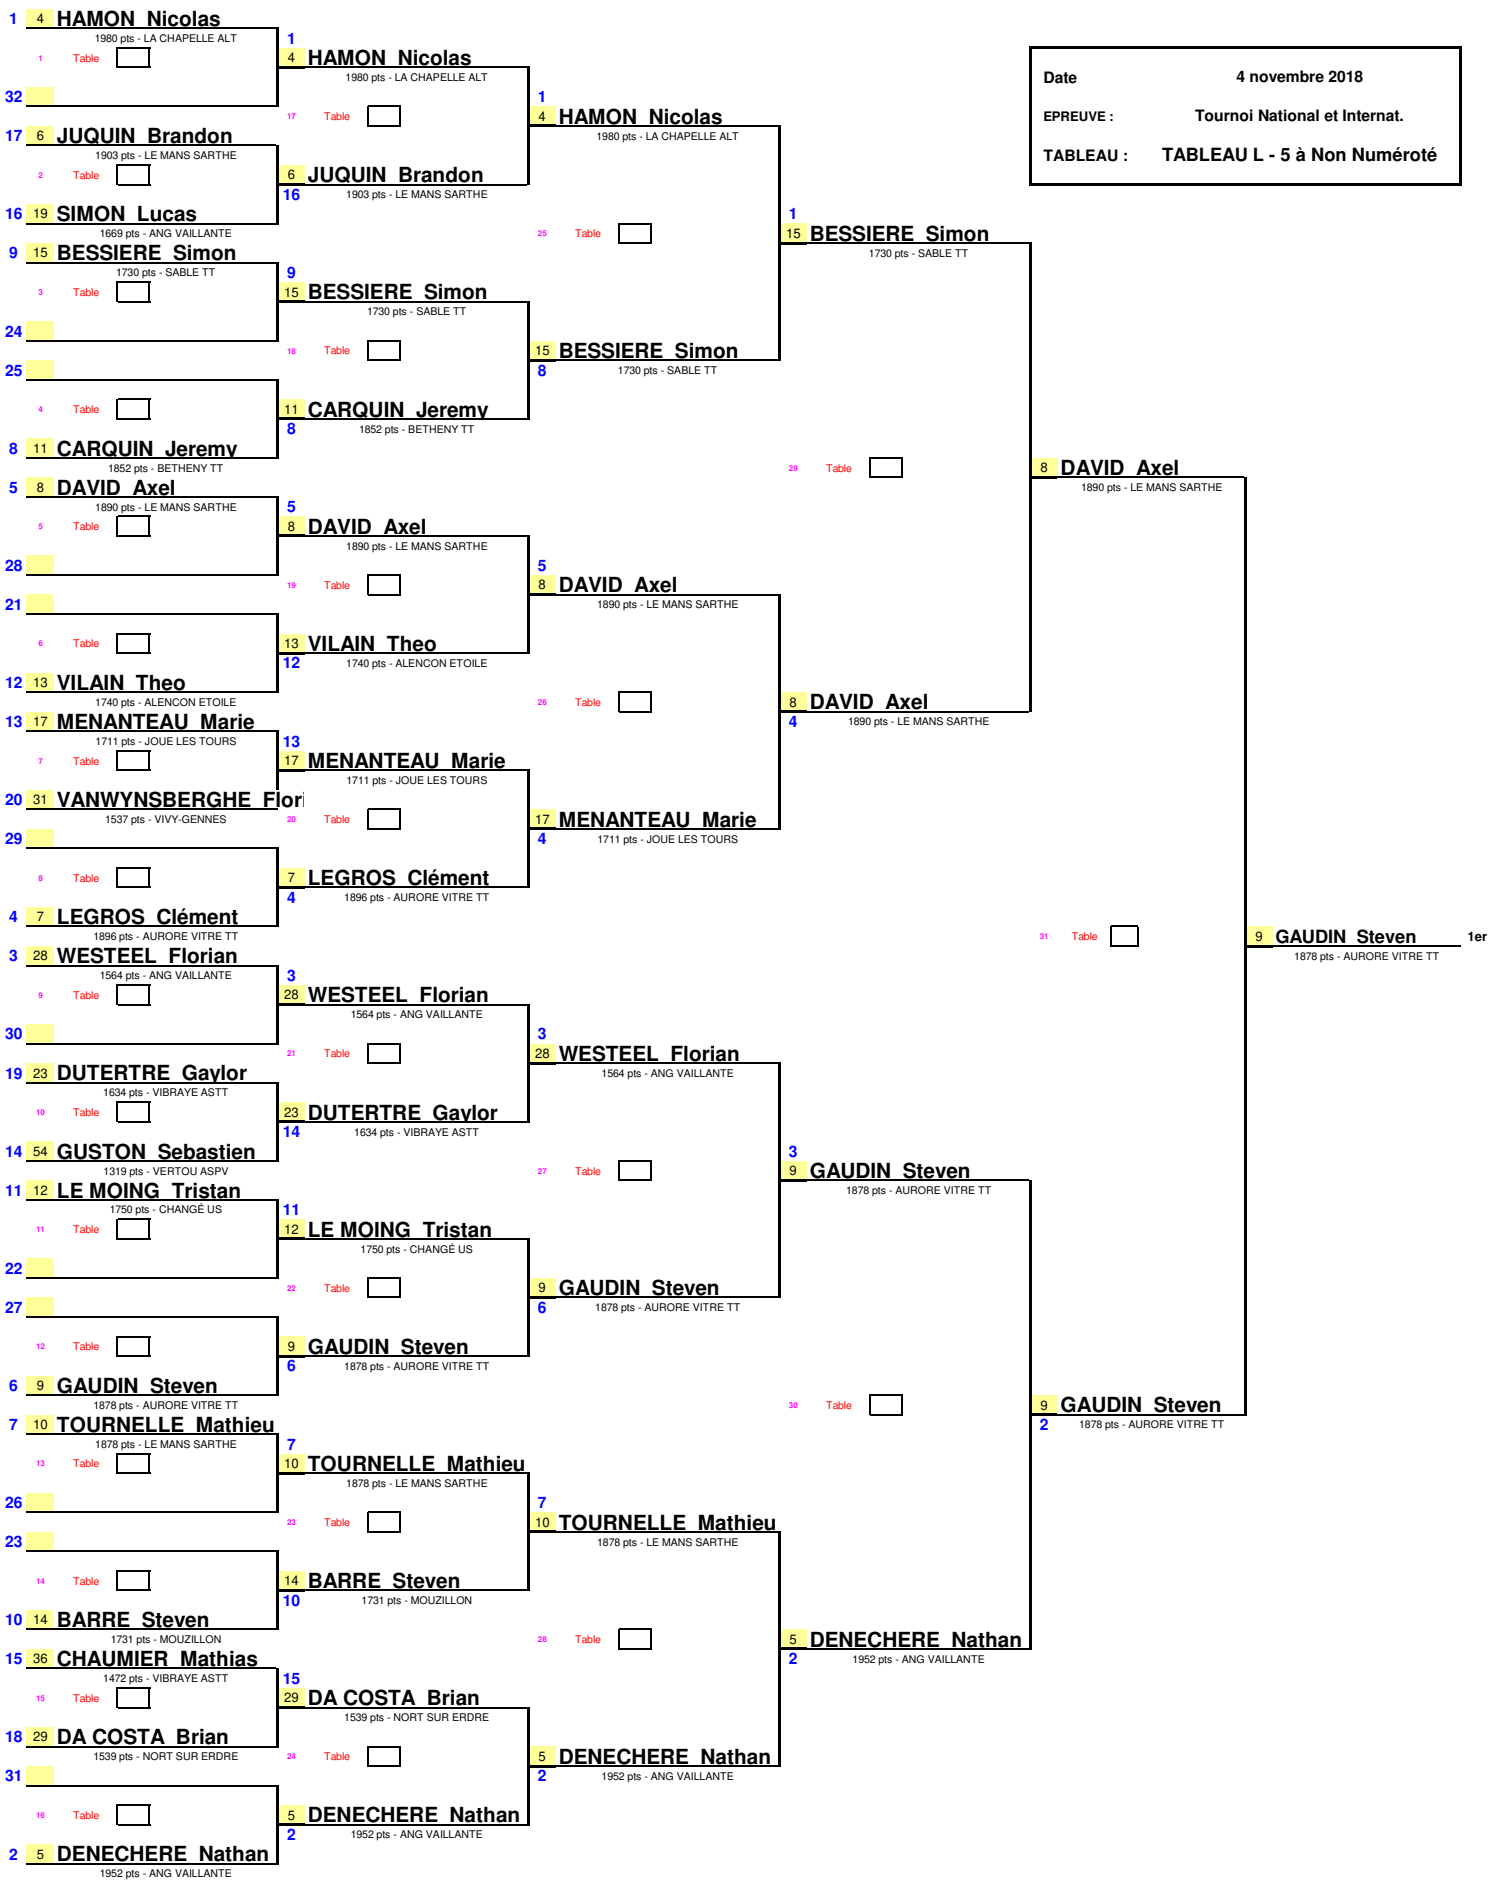 Date 4 novembre 2018
EPREUVE : Tournoi National et Internat.
TABLEAU : TABLEAU L - 5 à Non Numéroté
1 4 HAMON Nicolas
1980 pts - LA CHAPELLE ALT
1 Table
32
17 6 JUQUIN Brandon
1903 pts - LE MANS SARTHE
2 Table
16 19 SIMON Lucas
1669 pts - ANG VAILLANTE
9 15 BESSIERE Simon
1730 pts - SABLE TT
3 Table
24
25
4 Table
8 11 CARQUIN Jeremy
1852 pts - BETHENY TT
5 8 DAVID Axel
1890 pts - LE MANS SARTHE
5 Table
28
21
6 Table
12 13 VILAIN Theo
1740 pts - ALENCON ETOILE
13 17 MENANTEAU Marie
1711 pts - JOUE LES TOURS
7 Table
20 31 VANWYNSBERGHE Flori
1537 pts - VIVY-GENNES
29
8 Table
4 7 LEGROS Clément
1896 pts - AURORE VITRE TT
3 28 WESTEEL Florian
1564 pts - ANG VAILLANTE
9 Table
30
19 23 DUTERTRE Gaylor
1634 pts - VIBRAYE ASTT
10 Table
14 54 GUSTON Sebastien
1319 pts - VERTOU ASPV
11 12 LE MOING Tristan
1750 pts - CHANGÉ US
11 Table
22
27
12 Table
6 9 GAUDIN Steven
1878 pts - AURORE VITRE TT
7 10 TOURNELLE Mathieu
1878 pts - LE MANS SARTHE
13 Table
26
23
14 Table
10 14 BARRE Steven
1731 pts - MOUZILLON
15 36 CHAUMIER Mathias
1472 pts - VIBRAYE ASTT
15 Table
18 29 DA COSTA Brian
1539 pts - NORT SUR ERDRE
31
16 Table
2 5 DENECHERE Nathan
1952 pts - ANG VAILLANTE
1
4 HAMON Nicolas
1980 pts - LA CHAPELLE ALT
17 Table
6 JUQUIN Brandon
16 1903 pts - LE MANS SARTHE
9
15 BESSIERE Simon
1730 pts - SABLE TT
18 Table
11 CARQUIN Jeremy
8 1852 pts - BETHENY TT
5
8 DAVID Axel
1890 pts - LE MANS SARTHE
19 Table
13 VILAIN Theo
12 1740 pts - ALENCON ETOILE
13
17 MENANTEAU Marie
1711 pts - JOUE LES TOURS
20 Table
7 LEGROS Clément
4 1896 pts - AURORE VITRE TT
3
28 WESTEEL Florian
1564 pts - ANG VAILLANTE
21 Table
23 DUTERTRE Gaylor
14 1634 pts - VIBRAYE ASTT
11
12 LE MOING Tristan
1750 pts - CHANGÉ US
22 Table
9 GAUDIN Steven
6 1878 pts - AURORE VITRE TT
7
10 TOURNELLE Mathieu
1878 pts - LE MANS SARTHE
23 Table
14 BARRE Steven
10 1731 pts - MOUZILLON
15
29 DA COSTA Brian
1539 pts - NORT SUR ERDRE
24 Table
5 DENECHERE Nathan
2 1952 pts - ANG VAILLANTE
1
4 HAMON Nicolas
1980 pts - LA CHAPELLE ALT
25 Table
15 BESSIERE Simon
8 1730 pts - SABLE TT
5
8 DAVID Axel
1890 pts - LE MANS SARTHE
26 Table
17 MENANTEAU Marie
4 1711 pts - JOUE LES TOURS
3
28 WESTEEL Florian
1564 pts - ANG VAILLANTE
27 Table
9 GAUDIN Steven
6 1878 pts - AURORE VITRE TT
7
10 TOURNELLE Mathieu
1878 pts - LE MANS SARTHE
28 Table
5 DENECHERE Nathan
2 1952 pts - ANG VAILLANTE
1
15 BESSIERE Simon
1730 pts - SABLE TT
29 Table
8 DAVID Axel
4 1890 pts - LE MANS SARTHE
3
9 GAUDIN Steven
1878 pts - AURORE VITRE TT
30 Table
5 DENECHERE Nathan
2 1952 pts - ANG VAILLANTE
8 DAVID Axel
1890 pts - LE MANS SARTHE
31 Table
9 GAUDIN Steven
2 1878 pts - AURORE VITRE TT
9 GAUDIN Steven 1er
1878 pts - AURORE VITRE TT